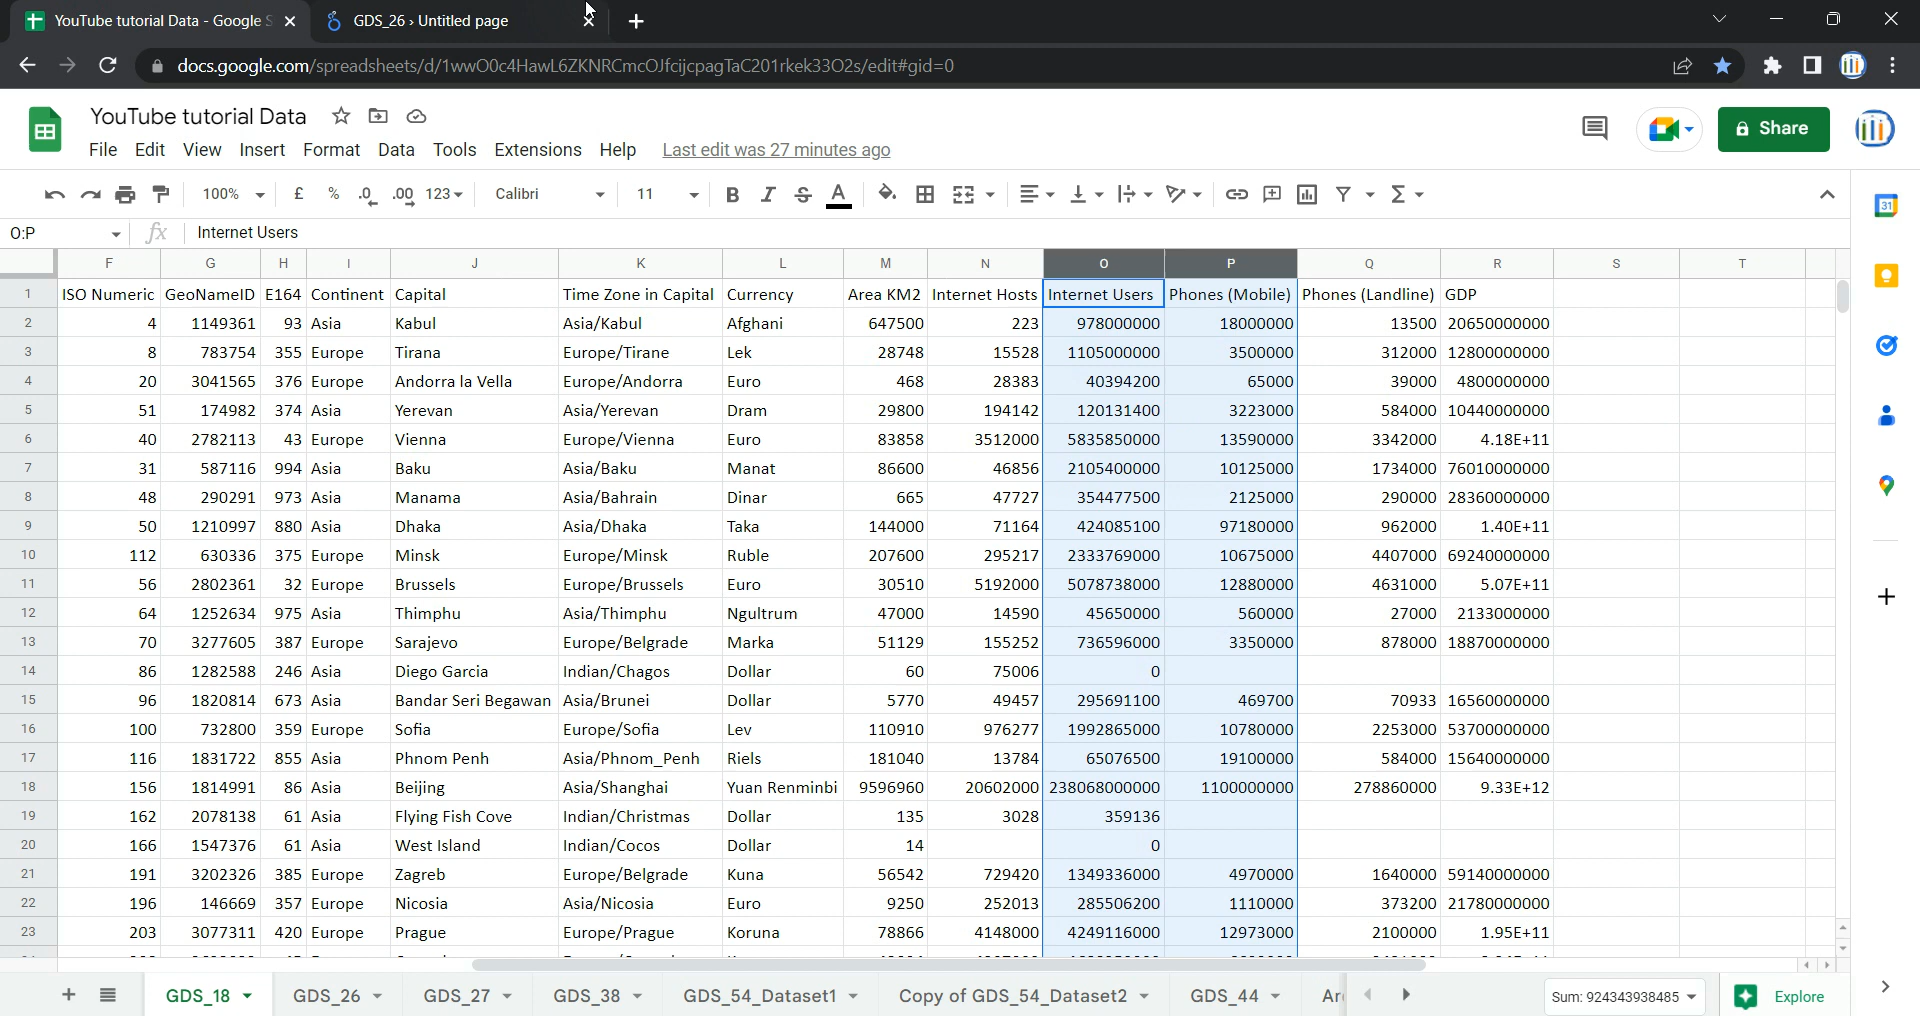 YouTube tutorial Data - Google S
GDS_26 › Untitled page
docs.google.com/spreadsheets/d/1wwO0c4HawL6ZKNRCmcOJfcijcpagTaC201rkek33O2s/edit#gid=0
YouTube tutorial Data
File Edit View Insert Format Data Tools Extensions Help Last edit was 27 minutes ago
Share
100% £ % .0 .00 123 Calibri 11 B I S A
O:P fx Internet Users
F G H I J K L M N O P Q R S T
1 ISO Numeric GeoNameID E164 Continent Capital Time Zone in Capital Currency Area KM2 Internet Hosts Internet Users Phones (Mobile) Phones (Landline) GDP
2 4 1149361 93 Asia Kabul Asia/Kabul Afghani 647500 223 978000000 18000000 13500 20650000000
3 8 783754 355 Europe Tirana Europe/Tirane Lek 28748 15528 1105000000 3500000 312000 12800000000
4 20 3041565 376 Europe Andorra la Vella Europe/Andorra Euro 468 28383 40394200 65000 39000 4800000000
5 51 174982 374 Asia Yerevan Asia/Yerevan Dram 29800 194142 120131400 3223000 584000 10440000000
6 40 2782113 43 Europe Vienna Europe/Vienna Euro 83858 3512000 5835850000 13590000 3342000 4.18E+11
7 31 587116 994 Asia Baku Asia/Baku Manat 86600 46856 2105400000 10125000 1734000 76010000000
8 48 290291 973 Asia Manama Asia/Bahrain Dinar 665 47727 354477500 2125000 290000 28360000000
9 50 1210997 880 Asia Dhaka Asia/Dhaka Taka 144000 71164 424085100 97180000 962000 1.40E+11
10 112 630336 375 Europe Minsk Europe/Minsk Ruble 207600 295217 2333769000 10675000 4407000 69240000000
11 56 2802361 32 Europe Brussels Europe/Brussels Euro 30510 5192000 5078738000 12880000 4631000 5.07E+11
12 64 1252634 975 Asia Thimphu Asia/Thimphu Ngultrum 47000 14590 45650000 560000 27000 2133000000
13 70 3277605 387 Europe Sarajevo Europe/Belgrade Marka 51129 155252 736596000 3350000 878000 18870000000
14 86 1282588 246 Asia Diego Garcia Indian/Chagos Dollar 60 75006 0
15 96 1820814 673 Asia Bandar Seri Begawan Asia/Brunei Dollar 5770 49457 295691100 469700 70933 16560000000
16 100 732800 359 Europe Sofia Europe/Sofia Lev 110910 976277 1992865000 10780000 2253000 53700000000
17 116 1831722 855 Asia Phnom Penh Asia/Phnom_Penh Riels 181040 13784 65076500 19100000 584000 15640000000
18 156 1814991 86 Asia Beijing Asia/Shanghai Yuan Renminbi 9596960 20602000 238068000000 1100000000 278860000 9.33E+12
19 162 2078138 61 Asia Flying Fish Cove Indian/Christmas Dollar 135 3028 359136
20 166 1547376 61 Asia West Island Indian/Cocos Dollar 14 0
21 191 3202326 385 Europe Zagreb Europe/Belgrade Kuna 56542 729420 1349336000 4970000 1640000 59140000000
22 196 146669 357 Europe Nicosia Asia/Nicosia Euro 9250 252013 285506200 1110000 373200 21780000000
23 203 3077311 420 Europe Prague Europe/Prague Koruna 78866 4148000 4249116000 12973000 2100000 1.95E+11
GDS_18 GDS_26 GDS_27 GDS_38 GDS_54_Dataset1 Copy of GDS_54_Dataset2 GDS_44 Sum: 924343938485 Explore
31